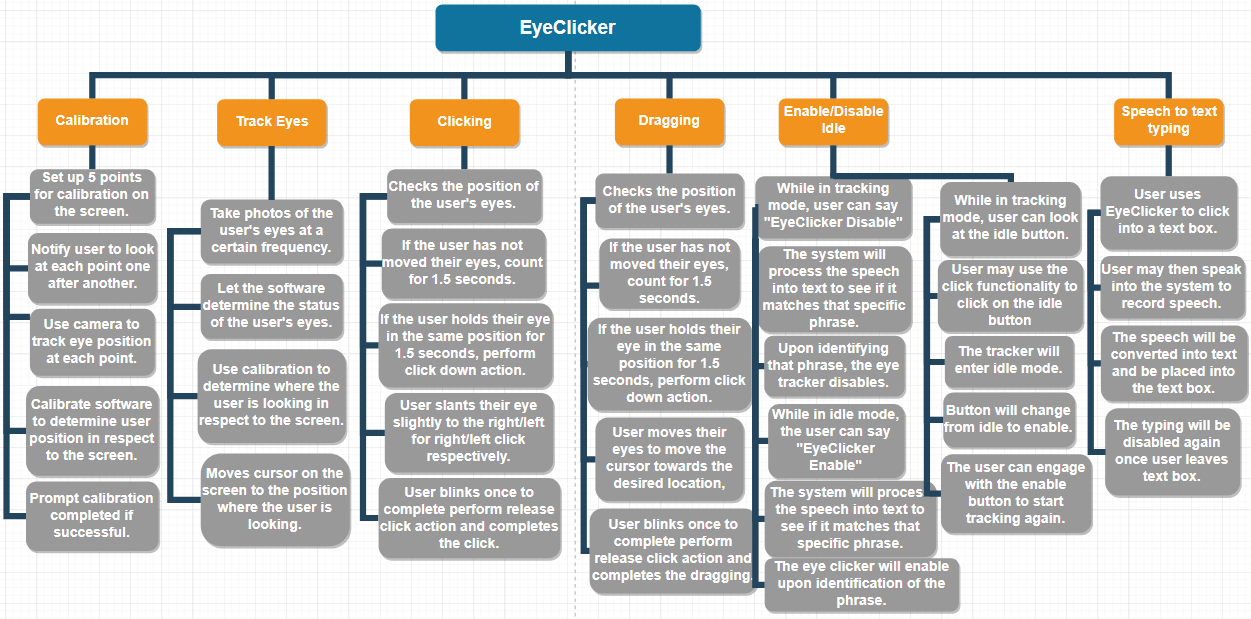 EyeClicker
Calibration
Set up 5 points
for calibration on
the screen.
Notify user to look
at each point one
after another.
Use camera to
track eye position
at each point.
Calibrate software
to determine user
position in respect
to the screen.
Prompt calibration
completed if
successful.
Track Eyes
Take photos of the
user's eyes at a
certain frequency.
Let the software
determine the status
of the user's eyes.
Use calibration to
determine where the
user is looking in
respect to the screen.
Moves cursor on the
screen to the position
where the user is
looking.
Clicking
Checks the position of
the user's eyes.
If the user has not
moved their eyes, count
for 1.5 seconds.
If the user holds their eye
in the same position for
1.5 seconds, perform
click down action.
User slants their eye
slightly to the right/left
for right/left click
respectively.
User blinks once to
complete perform release
click action and completes
the click.
Dragging
Checks the position
of the user's eyes.
If the user has not
moved their eyes,
count for 1.5
seconds.
If the user holds their
eye in the same
position for 1.5
seconds, perform click
down action.
User moves their
eyes to move the
cursor towards the
desired location,
User blinks once to
complete perform
release click action and
completes the dragging.
Enable/Disable
Idle
While in tracking
mode, user can say
"EyeClicker Disable"
The system will
process the speech
into text to see if it
matches that specific
phrase.
Upon identifying
that phrase, the eye
tracker disables.
While in idle mode,
the user can say
"EyeClicker
Enable"
The system will process
the speech into text to
see if it matches that
specific phrase.
The eye clicker will enable
upon identification of the
phrase.
While in tracking
mode, user can look
at the idle button.
User may use the
click functionality to
click on the idle
button
The tracker will
enter idle mode.
Button will change
from idle to enable.
The user can engage
with the enable
button to start
tracking again.
Speech to text
typing
User uses
EyeClicker to click
into a text box.
User may then speak
into the system to
record speech.
The speech will be
converted into text
and be placed into
the text box.
The typing will be
disabled again
once user leaves
text box.